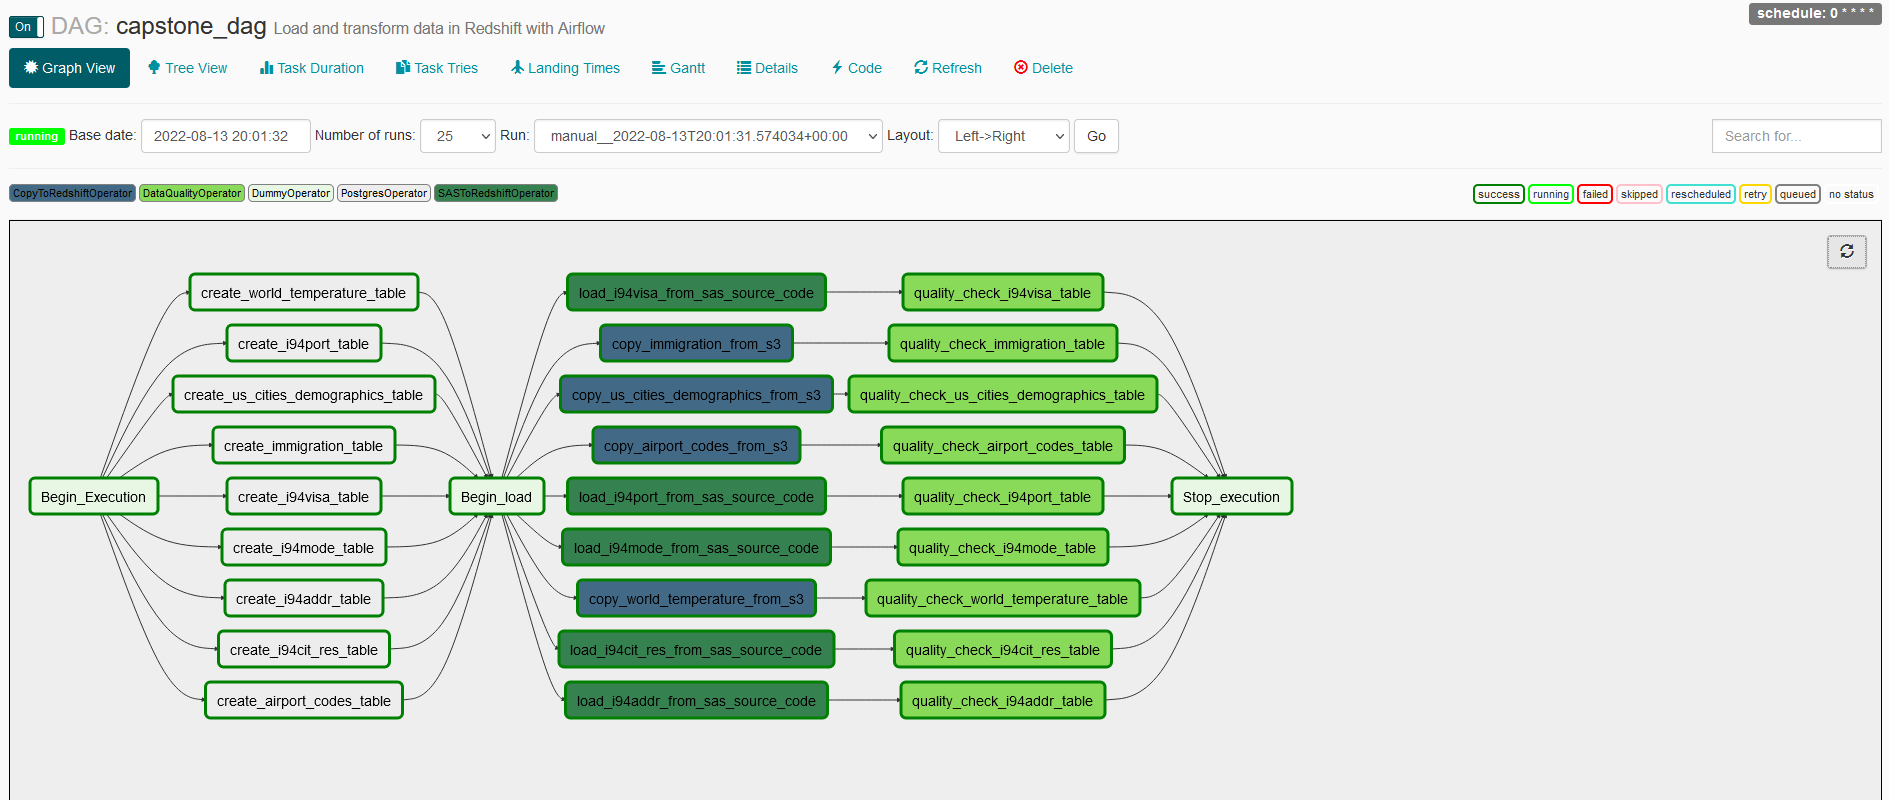 schedule: 0 * * * *
On DAG: capstone_dag Load and transform data in Redshift with Airflow
Graph View Tree View Task Duration Task Tries Landing Times Gantt Details Code Refresh Delete
running Base date: 2022-08-13 20:01:32 Number of runs: 25 Run: manual__2022-08-13T20:01:31.574034+00:00 Layout: Left->Right Go Search for...
CopyToRedshiftOperator DataQualityOperator DummyOperator PostgresOperator SASToRedshiftOperator success running failed skipped rescheduled retry queued no status
create_world_temperature_table load_i94visa_from_sas_source_code quality_check_i94visa_table
create_i94port_table copy_immigration_from_s3 quality_check_immigration_table
create_us_cities_demographics_table copy_us_cities_demographics_from_s3 quality_check_us_cities_demographics_table
create_immigration_table copy_airport_codes_from_s3 quality_check_airport_codes_table
Begin_Execution create_i94visa_table Begin_load load_i94port_from_sas_source_code quality_check_i94port_table Stop_execution
create_i94mode_table load_i94mode_from_sas_source_code quality_check_i94mode_table
create_i94addr_table copy_world_temperature_from_s3 quality_check_world_temperature_table
create_i94cit_res_table load_i94cit_res_from_sas_source_code quality_check_i94cit_res_table
create_airport_codes_table load_i94addr_from_sas_source_code quality_check_i94addr_table